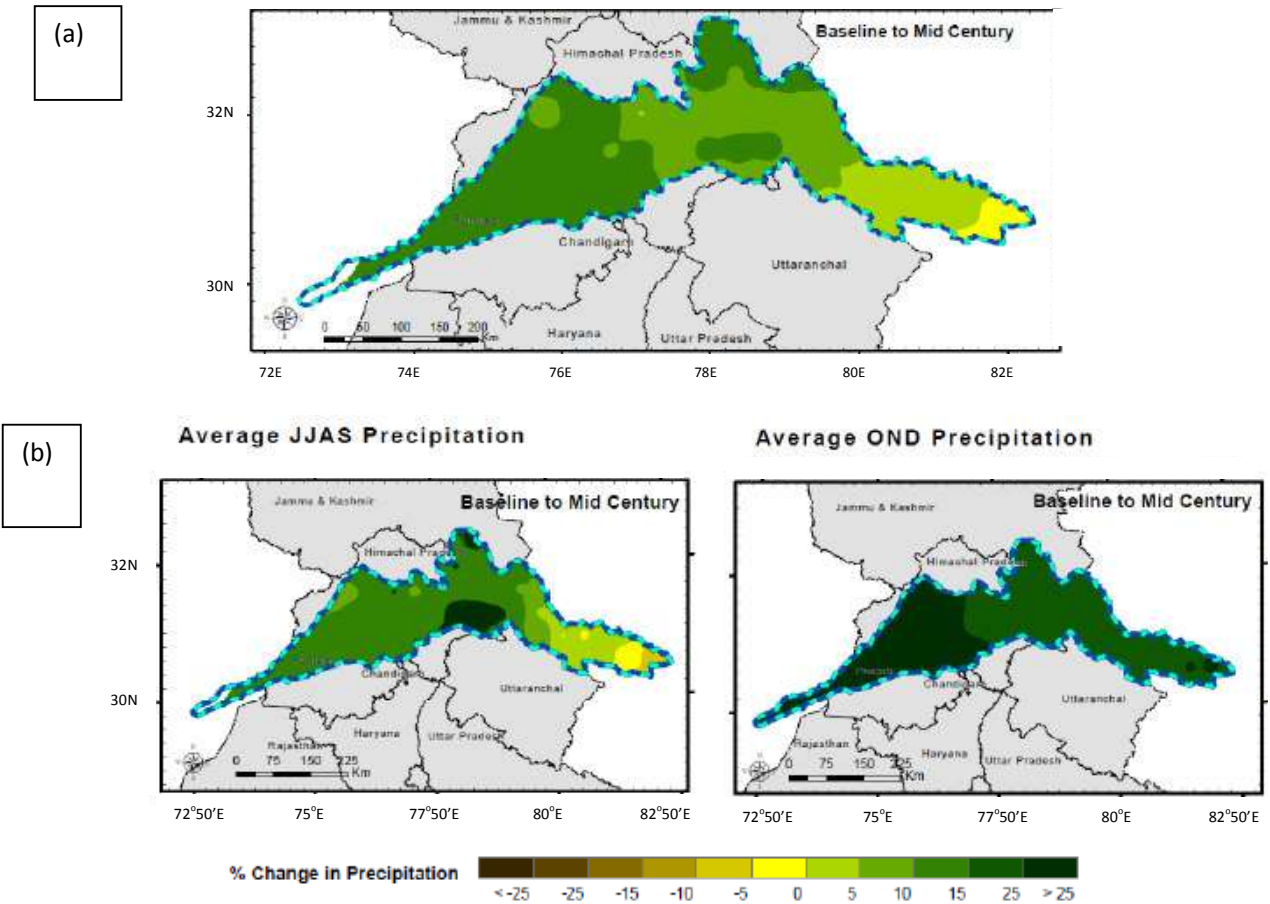 (a)
Jammu & Kashmir
Baseline to Mid Century
Himachal Pradesh
32N
Chandigarh
Uttaranchal
30N
0 50 100 150 200
Km
Haryana
Uttar Pradesh
72E 74E 76E 78E 80E 82E
(b)
Average JJAS Precipitation
Average OND Precipitation
Jammu & Kashmir
Baseline to Mid Century
Himachal Prade
32N
Chandigarh
Uttaranchal
30N
Rajasthan
Haryana
Uttar Pradesh
0 75 150 225
Km
72°50'E 75°E 77°50'E 80°E 82°50'E
Jammu & Kashmir
Baseline to Mid Century
Himachal Pradesh
Chandigarh
Uttaranchal
Rajasthan
Haryana
Uttar Pradesh
0 75 150 225
Km
72°50'E 75°E 77°50'E 80°E 82°50'E
% Change in Precipitation
< -25 -25 -15 -10 -5 0 5 10 15 25 > 25